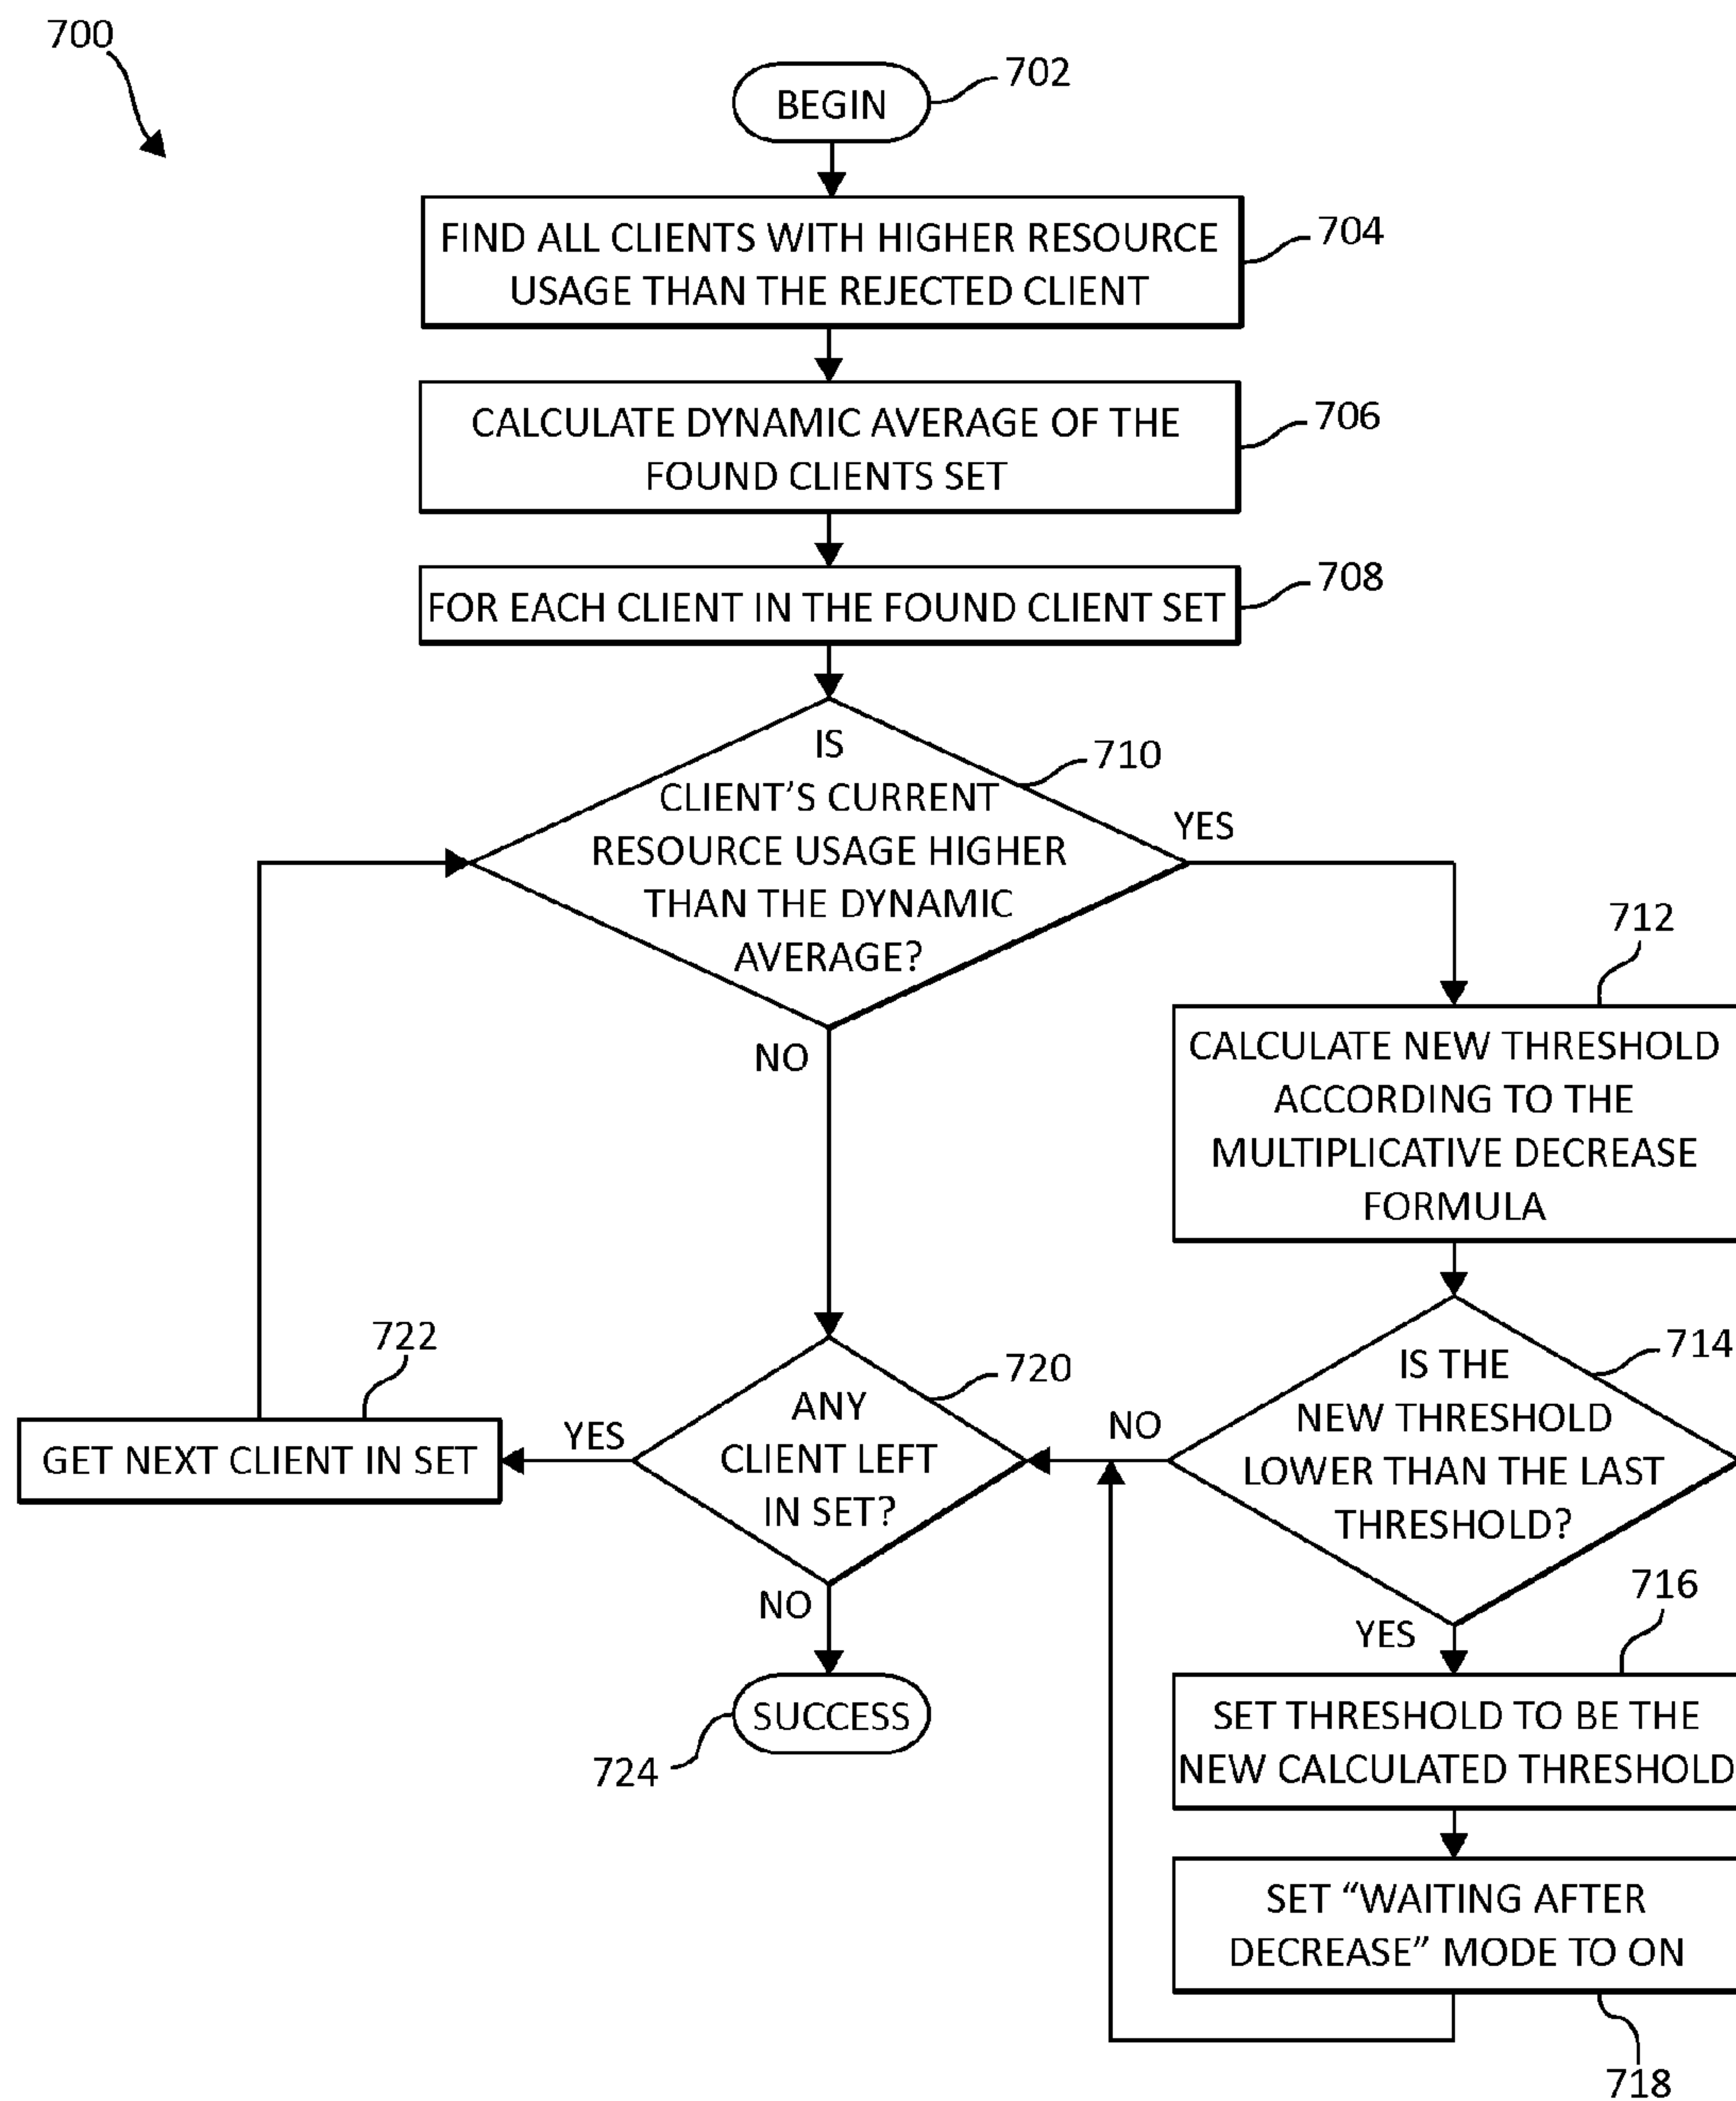 700
BEGIN
702
FIND ALL CLIENTS WITH HIGHER RESOURCE
USAGE THAN THE REJECTED CLIENT
704
CALCULATE DYNAMIC AVERAGE OF THE
FOUND CLIENTS SET
706
FOR EACH CLIENT IN THE FOUND CLIENT SET
708
IS
CLIENT’S CURRENT
RESOURCE USAGE HIGHER
THAN THE DYNAMIC
AVERAGE?
710
YES
NO
712
CALCULATE NEW THRESHOLD
ACCORDING TO THE
MULTIPLICATIVE DECREASE
FORMULA
IS THE
NEW THRESHOLD
LOWER THAN THE LAST
THRESHOLD?
714
NO
YES
716
SET THRESHOLD TO BE THE
NEW CALCULATED THRESHOLD
SET “WAITING AFTER
DECREASE” MODE TO ON
718
ANY
CLIENT LEFT
IN SET?
720
YES
NO
722
GET NEXT CLIENT IN SET
SUCCESS
724